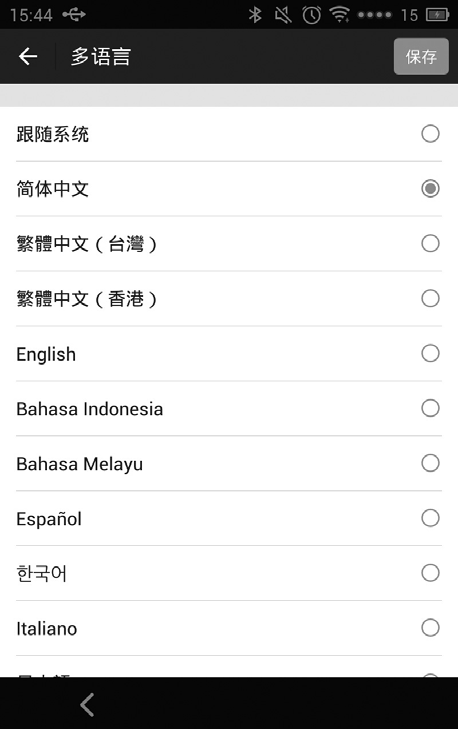 15:44 15
多语言 保存
跟随系统
简体中文
繁體中文（台灣）
繁體中文（香港）
English
Bahasa Indonesia
Bahasa Melayu
Español
한국어
Italiano